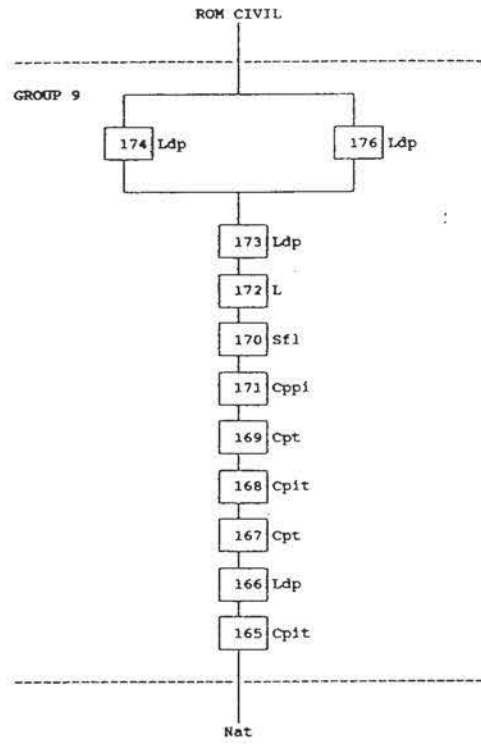 ROM CIVIL
GROUP 9
174 Ldp 176 Ldp
173 Ldp
172 L
170 Sfl
171 Cppi
169 Cpt
168 Cpit
167 Cpt
166 Ldp
165 Cpit
Nat